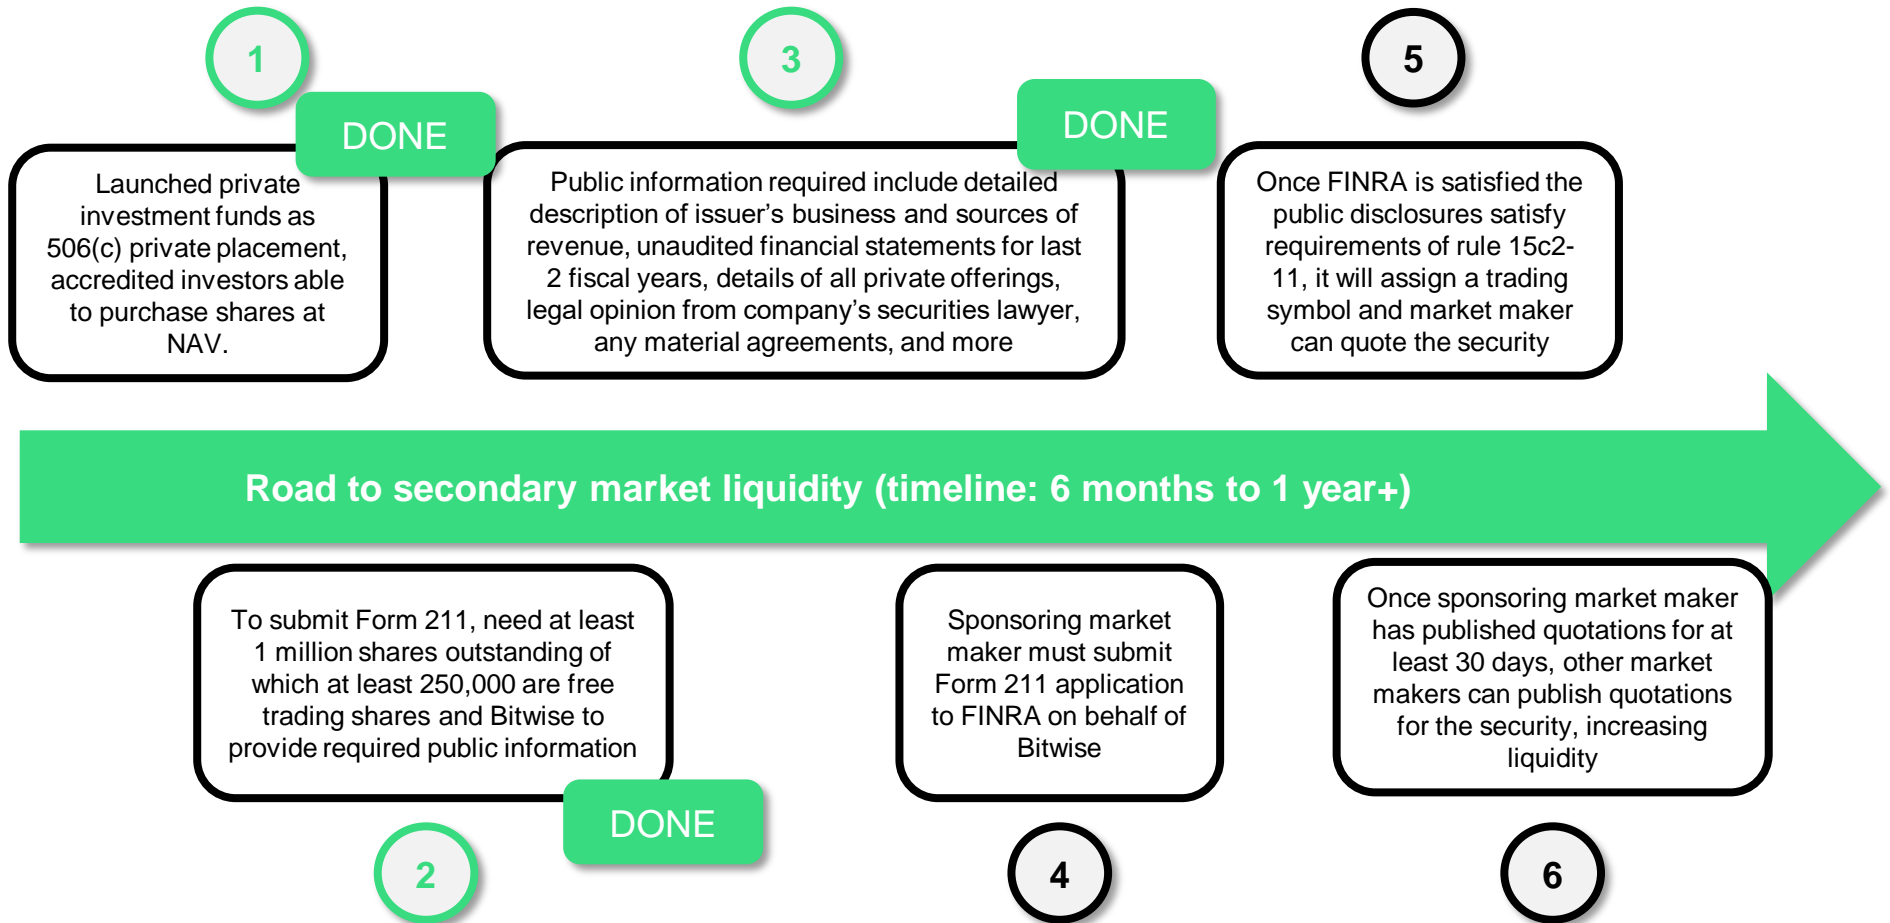 1
DONE
Launched private
investment funds as
506(c) private placement,
accredited investors able
to purchase shares at
NAV.
3
DONE
Public information required include detailed
description of issuer’s business and sources of
revenue, unaudited financial statements for last
2 fiscal years, details of all private offerings,
legal opinion from company’s securities lawyer,
any material agreements, and more
5
Once FINRA is satisfied the
public disclosures satisfy
requirements of rule 15c2-
11, it will assign a trading
symbol and market maker
can quote the security
Road to secondary market liquidity (timeline: 6 months to 1 year+)
To submit Form 211, need at least
1 million shares outstanding of
which at least 250,000 are free
trading shares and Bitwise to
provide required public information
DONE
2
Sponsoring market
maker must submit
Form 211 application
to FINRA on behalf of
Bitwise
4
Once sponsoring market maker
has published quotations for at
least 30 days, other market
makers can publish quotations
for the security, increasing
liquidity
6